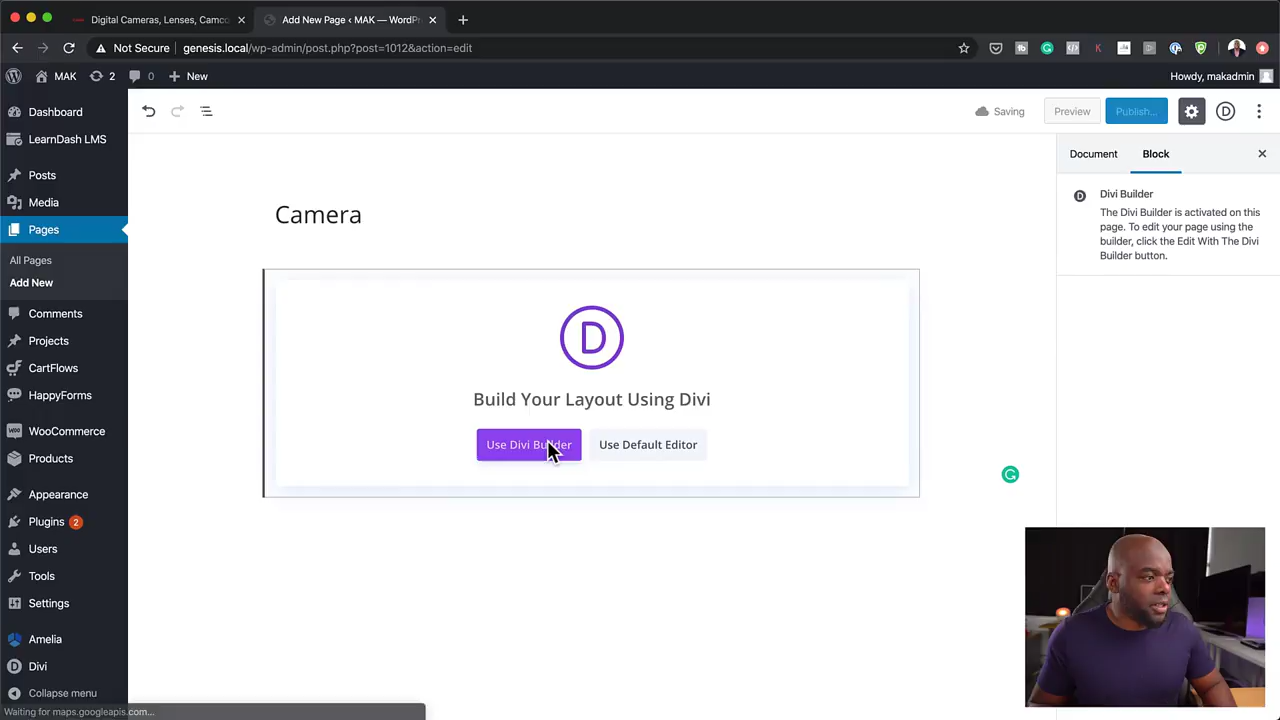 Digital Cameras, Lenses, Camco
Add New Page ‹ MAK — WordPr
Not Secure
genesis.local/wp-admin/post.php?post=1012&action=edit
MAK
2
0
New
Howdy, makadmin
Dashboard
LearnDash LMS
Posts
Media
Pages
All Pages
Add New
Comments
Projects
CartFlows
HappyForms
WooCommerce
Products
Appearance
Plugins 2
Users
Tools
Settings
Amelia
Divi
Collapse menu
Waiting for maps.googleapis.com...
Saving
Preview
Publish...
D
Camera
D
Build Your Layout Using Divi
Use Divi Builder
Use Default Editor
Document
Block
D
Divi Builder
The Divi Builder is activated on this
page. To edit your page using the
builder, click the Edit With The Divi
Builder button.